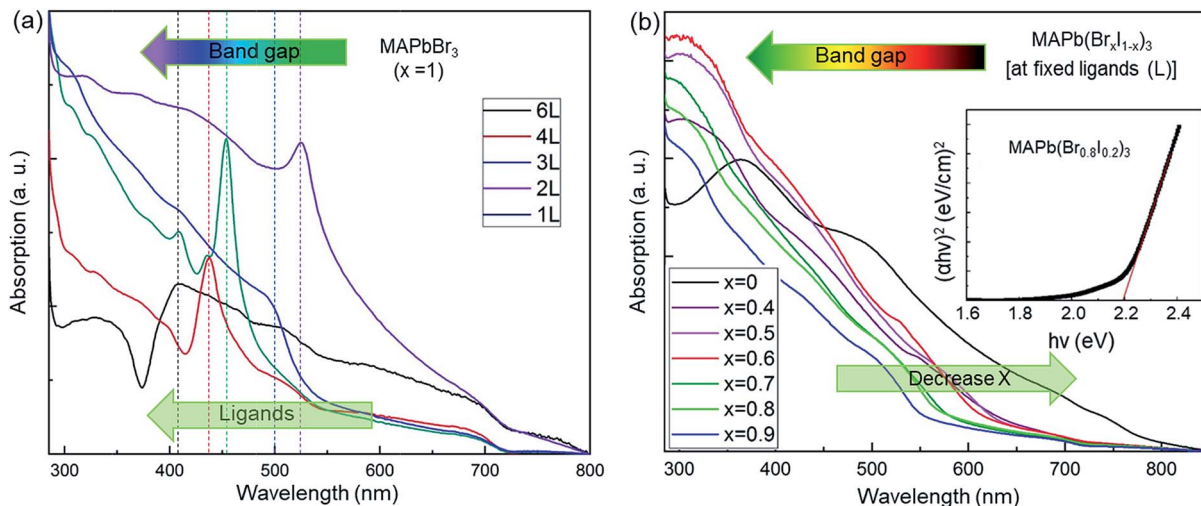 (a)
Band gap
MAPbBr₃
(x =1)
6L
4L
3L
2L
1L
Ligands
Absorption (a. u.)
300
400
500
600
700
800
Wavelength (nm)
(b)
Band gap
MAPb(BrₓI₁₋ₓ)₃
[at fixed ligands (L)]
MAPb(Br₀.₈I₀.₂)₃
(αhν)² (eV/cm)²
1.6
1.8
2.0
2.2
2.4
hν (eV)
x=0
x=0.4
x=0.5
x=0.6
x=0.7
x=0.8
x=0.9
Decrease X
Absorption (a. u.)
300
400
500
600
700
800
Wavelength (nm)